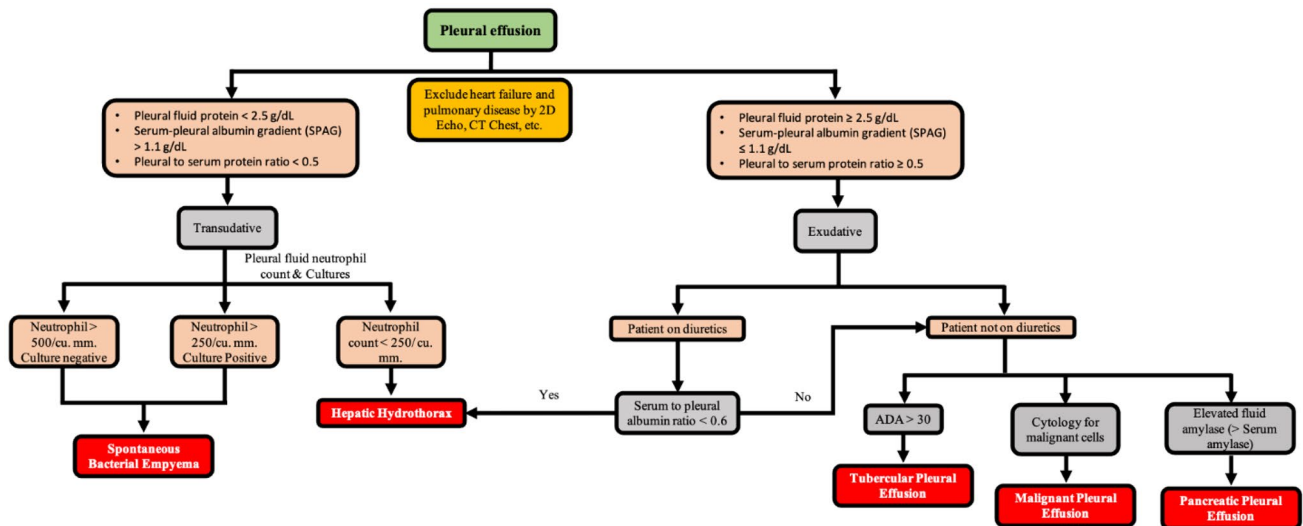 Pleural effusion
Exclude heart failure and
pulmonary disease by 2D
Echo, CT Chest, etc.
• Pleural fluid protein < 2.5 g/dL
• Serum-pleural albumin gradient (SPAG)
> 1.1 g/dL
• Pleural to serum protein ratio < 0.5
• Pleural fluid protein ≥ 2.5 g/dL
• Serum-pleural albumin gradient (SPAG)
≤ 1.1 g/dL
• Pleural to serum protein ratio ≥ 0.5
Transudative
Exudative
Pleural fluid neutrophil
count & Cultures
Neutrophil >
500/cu. mm.
Culture negative
Neutrophil >
250/cu. mm.
Culture Positive
Neutrophil
count < 250/ cu.
mm.
Patient on diuretics
Patient not on diuretics
Spontaneous
Bacterial Empyema
Hepatic Hydrothorax
Yes
Serum to pleural
albumin ratio < 0.6
No
ADA > 30
Cytology for
malignant cells
Elevated fluid
amylase (> Serum
amylase)
Tubercular Pleural
Effusion
Malignant Pleural
Effusion
Pancreatic Pleural
Effusion